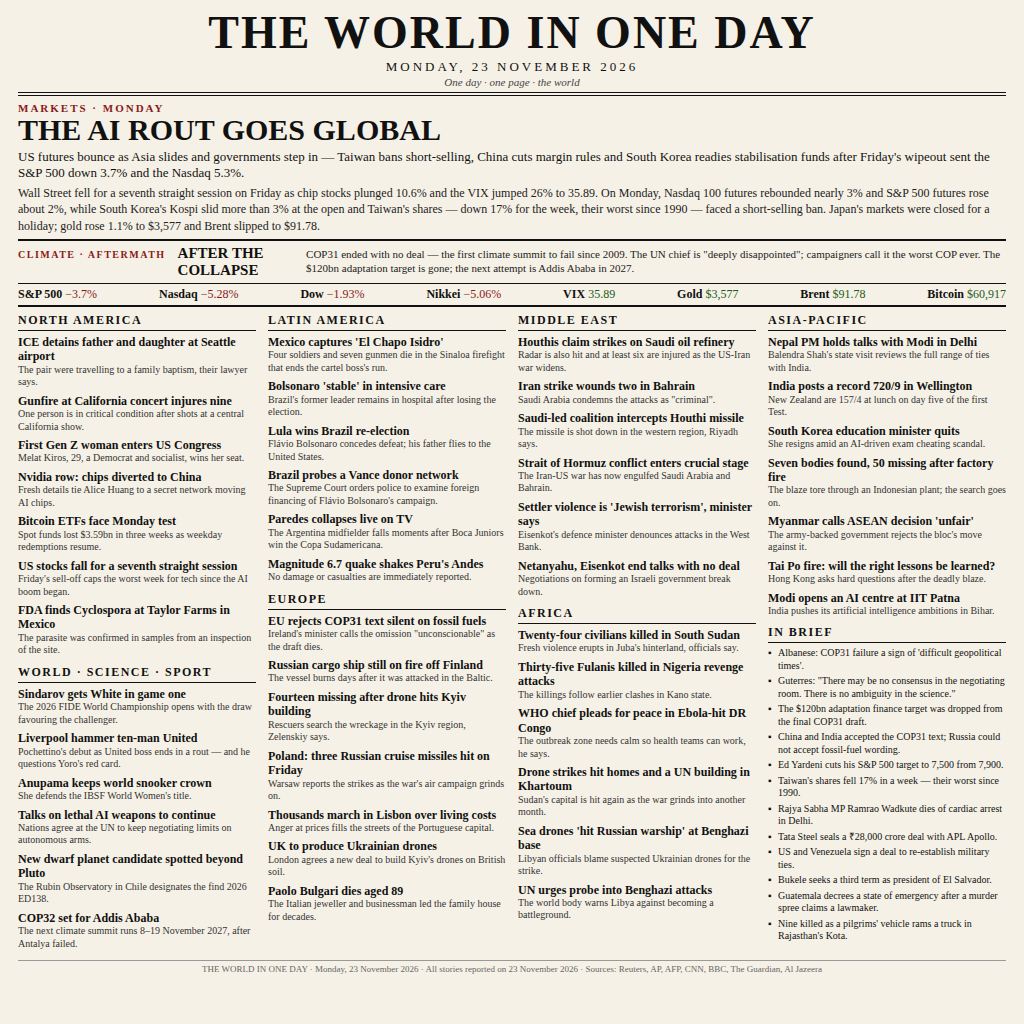 THE WORLD IN ONE DAY
MONDAY, 23 NOVEMBER 2026
One day · one page · the world
MARKETS · MONDAY
THE AI ROUT GOES GLOBAL
US futures bounce as Asia slides and governments step in — Taiwan bans short-selling, China cuts margin rules and South Korea readies stabilisation funds after Friday's wipeout sent the
S&P 500 down 3.7% and the Nasdaq 5.3%.
Wall Street fell for a seventh straight session on Friday as chip stocks plunged 10.6% and the VIX jumped 26% to 35.89. On Monday, Nasdaq 100 futures rebounded nearly 3% and S&P 500 futures rose
about 2%, while South Korea's Kospi slid more than 3% at the open and Taiwan's shares — down 17% for the week, their worst since 1990 — faced a short-selling ban. Japan's markets were closed for a
holiday; gold rose 1.1% to $3,577 and Brent slipped to $91.78.
CLIMATE · AFTERMATH
AFTER THE
COLLAPSE
COP31 ended with no deal — the first climate summit to fail since 2009. The UN chief is "deeply disappointed"; campaigners call it the worst COP ever. The
$120bn adaptation target is gone; the next attempt is Addis Ababa in 2027.
S&P 500 −3.7% Nasdaq −5.28% Dow −1.93% Nikkei −5.06% VIX 35.89 Gold $3,577 Brent $91.78 Bitcoin $60,917
NORTH AMERICA
ICE detains father and daughter at Seattle
airport
The pair were travelling to a family baptism, their lawyer
says.
Gunfire at California concert injures nine
One person is in critical condition after shots at a central
California show.
First Gen Z woman enters US Congress
Melat Kiros, 29, a Democrat and socialist, wins her seat.
Nvidia row: chips diverted to China
Fresh details tie Alice Huang to a secret network moving
AI chips.
Bitcoin ETFs face Monday test
Spot funds lost $3.59bn in three weeks as weekday
redemptions resume.
US stocks fall for a seventh straight session
Friday's sell-off caps the worst week for tech since the AI
boom began.
FDA finds Cyclospora at Taylor Farms in
Mexico
The parasite was confirmed in samples from an inspection
of the site.
WORLD · SCIENCE · SPORT
Sindarov gets White in game one
The 2026 FIDE World Championship opens with the draw
favouring the challenger.
Liverpool hammer ten-man United
Pochettino's debut as United boss ends in a rout — and he
questions Yoro's red card.
Anupama keeps world snooker crown
She defends the IBSF World Women's title.
Talks on lethal AI weapons to continue
Nations agree at the UN to keep negotiating limits on
autonomous arms.
New dwarf planet candidate spotted beyond
Pluto
The Rubin Observatory in Chile designates the find 2026
ED138.
COP32 set for Addis Ababa
The next climate summit runs 8–19 November 2027, after
Antalya failed.
LATIN AMERICA
Mexico captures 'El Chapo Isidro'
Four soldiers and seven gunmen die in the Sinaloa firefight
that ends the cartel boss's run.
Bolsonaro 'stable' in intensive care
Brazil's former leader remains in hospital after losing the
election.
Lula wins Brazil re-election
Flávio Bolsonaro concedes defeat; his father flies to the
United States.
Brazil probes a Vance donor network
The Supreme Court orders police to examine foreign
financing of Flávio Bolsonaro's campaign.
Paredes collapses live on TV
The Argentina midfielder falls moments after Boca Juniors
win the Copa Sudamericana.
Magnitude 6.7 quake shakes Peru's Andes
No damage or casualties are immediately reported.
EUROPE
EU rejects COP31 text silent on fossil fuels
Ireland's minister calls the omission "unconscionable" as
the draft dies.
Russian cargo ship still on fire off Finland
The vessel burns days after it was attacked in the Baltic.
Fourteen missing after drone hits Kyiv
building
Rescuers search the wreckage in the Kyiv region,
Zelenskiy says.
Poland: three Russian cruise missiles hit on
Friday
Warsaw reports the strikes as the war's air campaign grinds
on.
Thousands march in Lisbon over living costs
Anger at prices fills the streets of the Portuguese capital.
UK to produce Ukrainian drones
London agrees a new deal to build Kyiv's drones on British
soil.
Paolo Bulgari dies aged 89
The Italian jeweller and businessman led the family house
for decades.
MIDDLE EAST
Houthis claim strikes on Saudi oil refinery
Radar is also hit and at least six are injured as the US-Iran
war widens.
Iran strike wounds two in Bahrain
Saudi Arabia condemns the attacks as "criminal".
Saudi-led coalition intercepts Houthi missile
The missile is shot down in the western region, Riyadh
says.
Strait of Hormuz conflict enters crucial stage
The Iran-US war has now engulfed Saudi Arabia and
Bahrain.
Settler violence is 'Jewish terrorism', minister
says
Eisenkot's defence minister denounces attacks in the West
Bank.
Netanyahu, Eisenkot end talks with no deal
Negotiations on forming an Israeli government break
down.
AFRICA
Twenty-four civilians killed in South Sudan
Fresh violence erupts in Juba's hinterland, officials say.
Thirty-five Fulanis killed in Nigeria revenge
attacks
The killings follow earlier clashes in Kano state.
WHO chief pleads for peace in Ebola-hit DR
Congo
The outbreak zone needs calm so health teams can work,
he says.
Drone strikes hit homes and a UN building in
Khartoum
Sudan's capital is hit again as the war grinds into another
month.
Sea drones 'hit Russian warship' at Benghazi
base
Libyan officials blame suspected Ukrainian drones for the
strike.
UN urges probe into Benghazi attacks
The world body warns Libya against becoming a
battleground.
ASIA-PACIFIC
Nepal PM holds talks with Modi in Delhi
Balendra Shah's state visit reviews the full range of ties
with India.
India posts a record 720/9 in Wellington
New Zealand are 157/4 at lunch on day five of the first
Test.
South Korea education minister quits
She resigns amid an AI-driven exam cheating scandal.
Seven bodies found, 50 missing after factory
fire
The blaze tore through an Indonesian plant; the search goes
on.
Myanmar calls ASEAN decision 'unfair'
The army-backed government rejects the bloc's move
against it.
Tai Po fire: will the right lessons be learned?
Hong Kong asks hard questions after the deadly blaze.
Modi opens an AI centre at IIT Patna
India pushes its artificial intelligence ambitions in Bihar.
IN BRIEF
• Albanese: COP31 failure a sign of 'difficult geopolitical
times'.
• Guterres: "There may be no consensus in the negotiating
room. There is no ambiguity in the science."
• The $120bn adaptation finance target was dropped from
the final COP31 draft.
• China and India accepted the COP31 text; Russia could
not accept fossil-fuel wording.
• Ed Yardeni cuts his S&P 500 target to 7,500 from 7,900.
• Taiwan's shares fell 17% in a week — their worst since
1990.
• Rajya Sabha MP Ramrao Wadkute dies of cardiac arrest
in Delhi.
• Tata Steel seals a ₹28,000 crore deal with APL Apollo.
• US and Venezuela sign a deal to re-establish military
ties.
• Bukele seeks a third term as president of El Salvador.
• Guatemala decrees a state of emergency after a murder
spree claims a lawmaker.
• Nine killed as a pilgrims' vehicle rams a truck in
Rajasthan's Kota.
THE WORLD IN ONE DAY · Monday, 23 November 2026 · All stories reported on 23 November 2026 · Sources: Reuters, AP, AFP, CNN, BBC, The Guardian, Al Jazeera